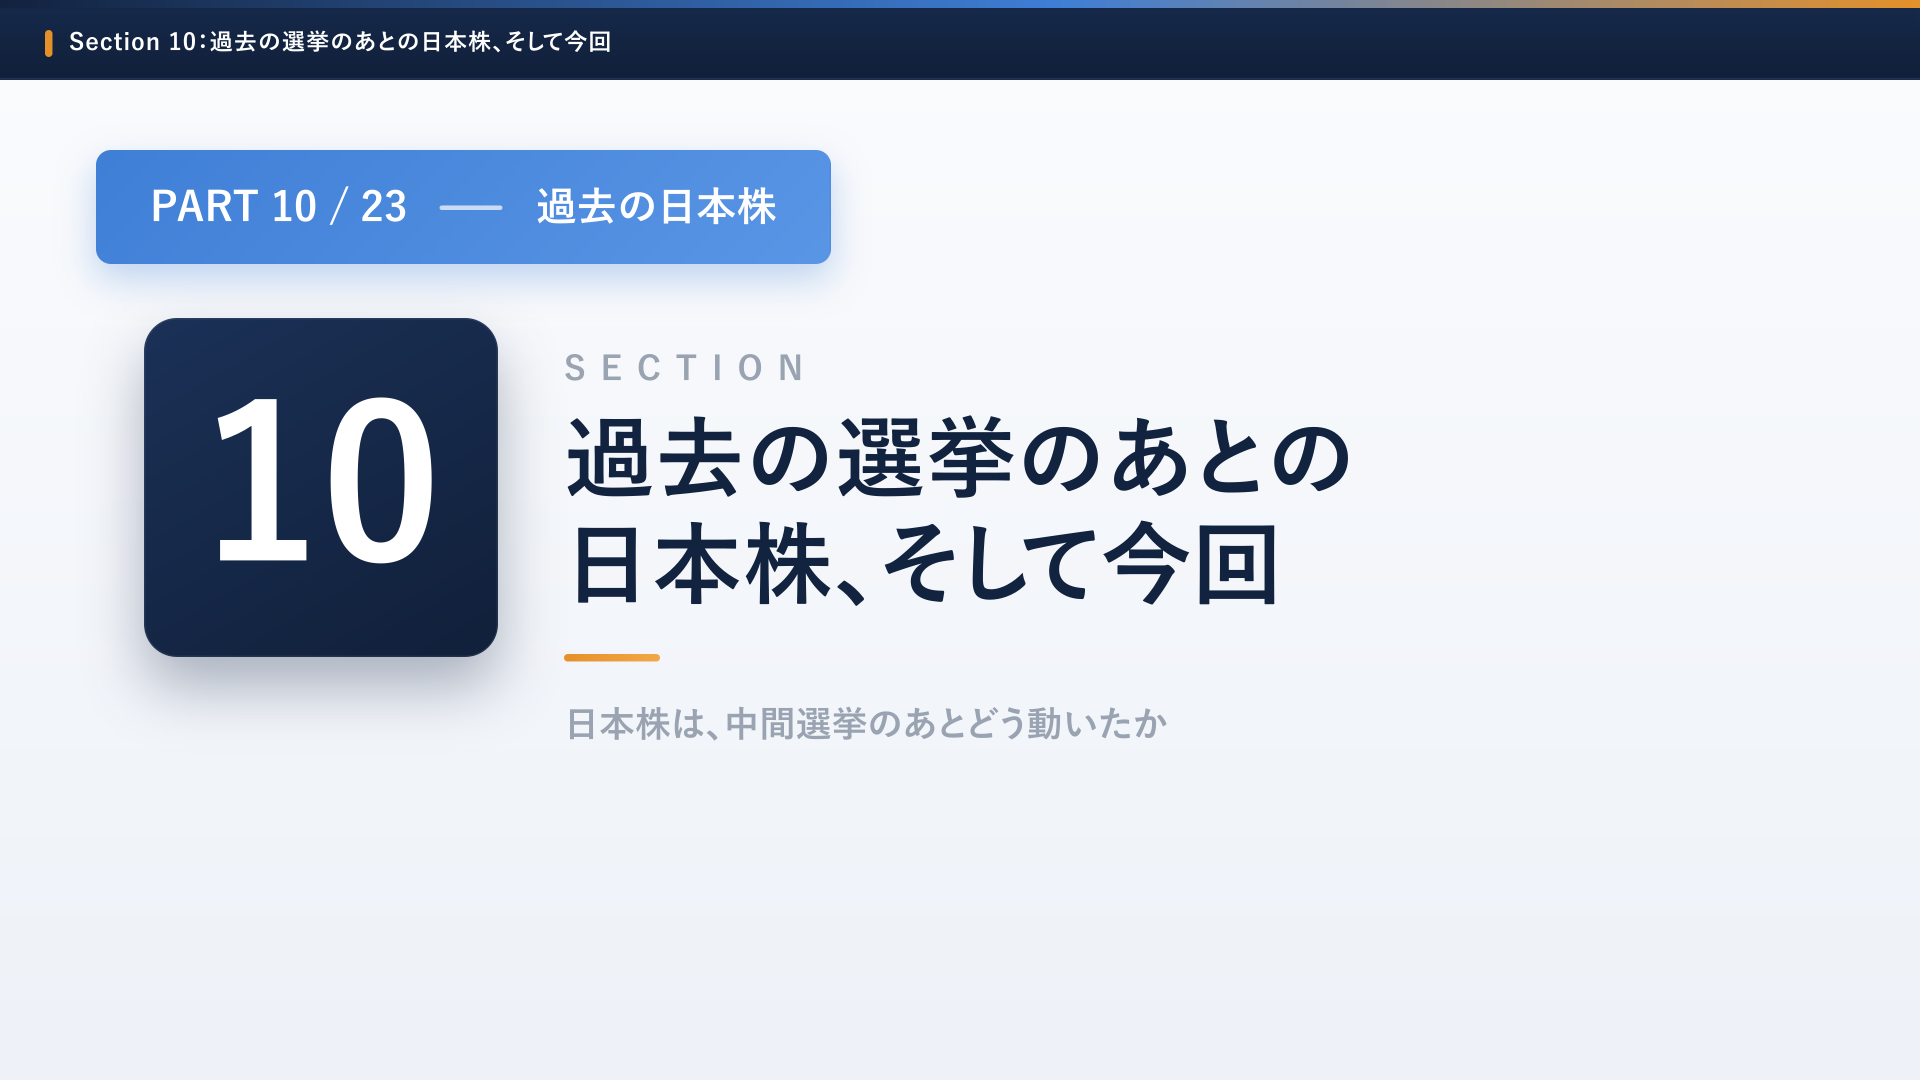 Section 10：過去の選挙のあとの日本株、そして今回
PART 10 / 23 — 過去の日本株
10
SECTION
過去の選挙のあとの
日本株、そして今回
日本株は、中間選挙のあとどう動いたか